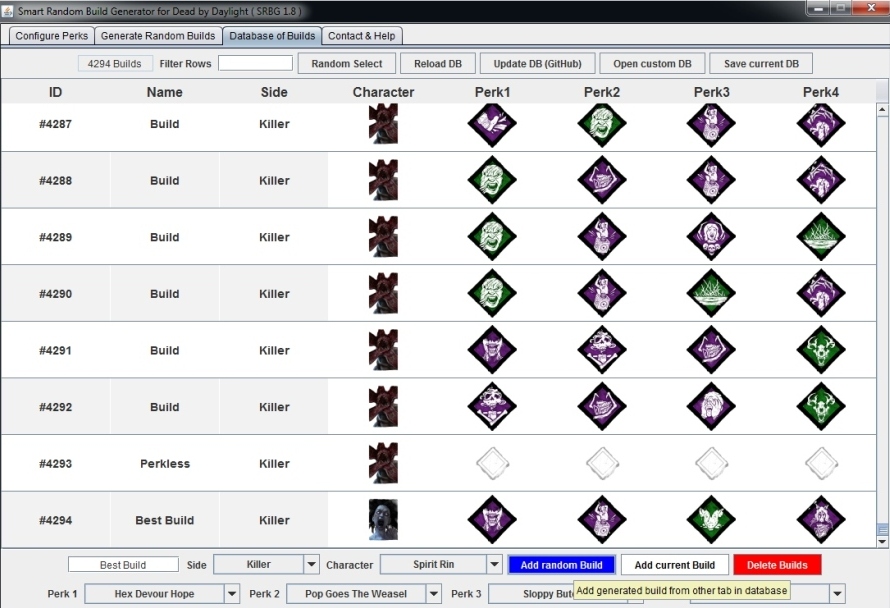 Smart Random Build Generator for Dead by Daylight ( SRBG 1.8 )
Configure Perks Generate Random Builds Database of Builds Contact & Help
4294 Builds Filter Rows Random Select Reload DB Update DB (GitHub) Open custom DB Save current DB
ID Name Side Character Perk1 Perk2 Perk3 Perk4
#4287 Build Killer
#4288 Build Killer
#4289 Build Killer
#4290 Build Killer
#4291 Build Killer
#4292 Build Killer
#4293 Perkless Killer
#4294 Best Build Killer
Best Build Side Killer Character Spirit Rin Add random Build Add current Build Delete Builds
Perk 1 Hex Devour Hope Perk 2 Pop Goes The Weasel Perk 3 Sloppy
Add generated build from other tab in database